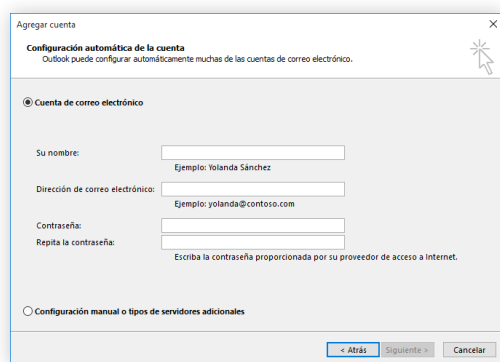 Agregar cuenta
Configuración automática de la cuenta
Outlook puede configurar automáticamente muchas de las cuentas de correo electrónico.
Cuenta de correo electrónico
Su nombre:
Ejemplo: Yolanda Sánchez
Dirección de correo electrónico:
Ejemplo: yolanda@contoso.com
Contraseña:
Repita la contraseña:
Escriba la contraseña proporcionada por su proveedor de acceso a Internet.
Configuración manual o tipos de servidores adicionales
< Atrás Siguiente > Cancelar